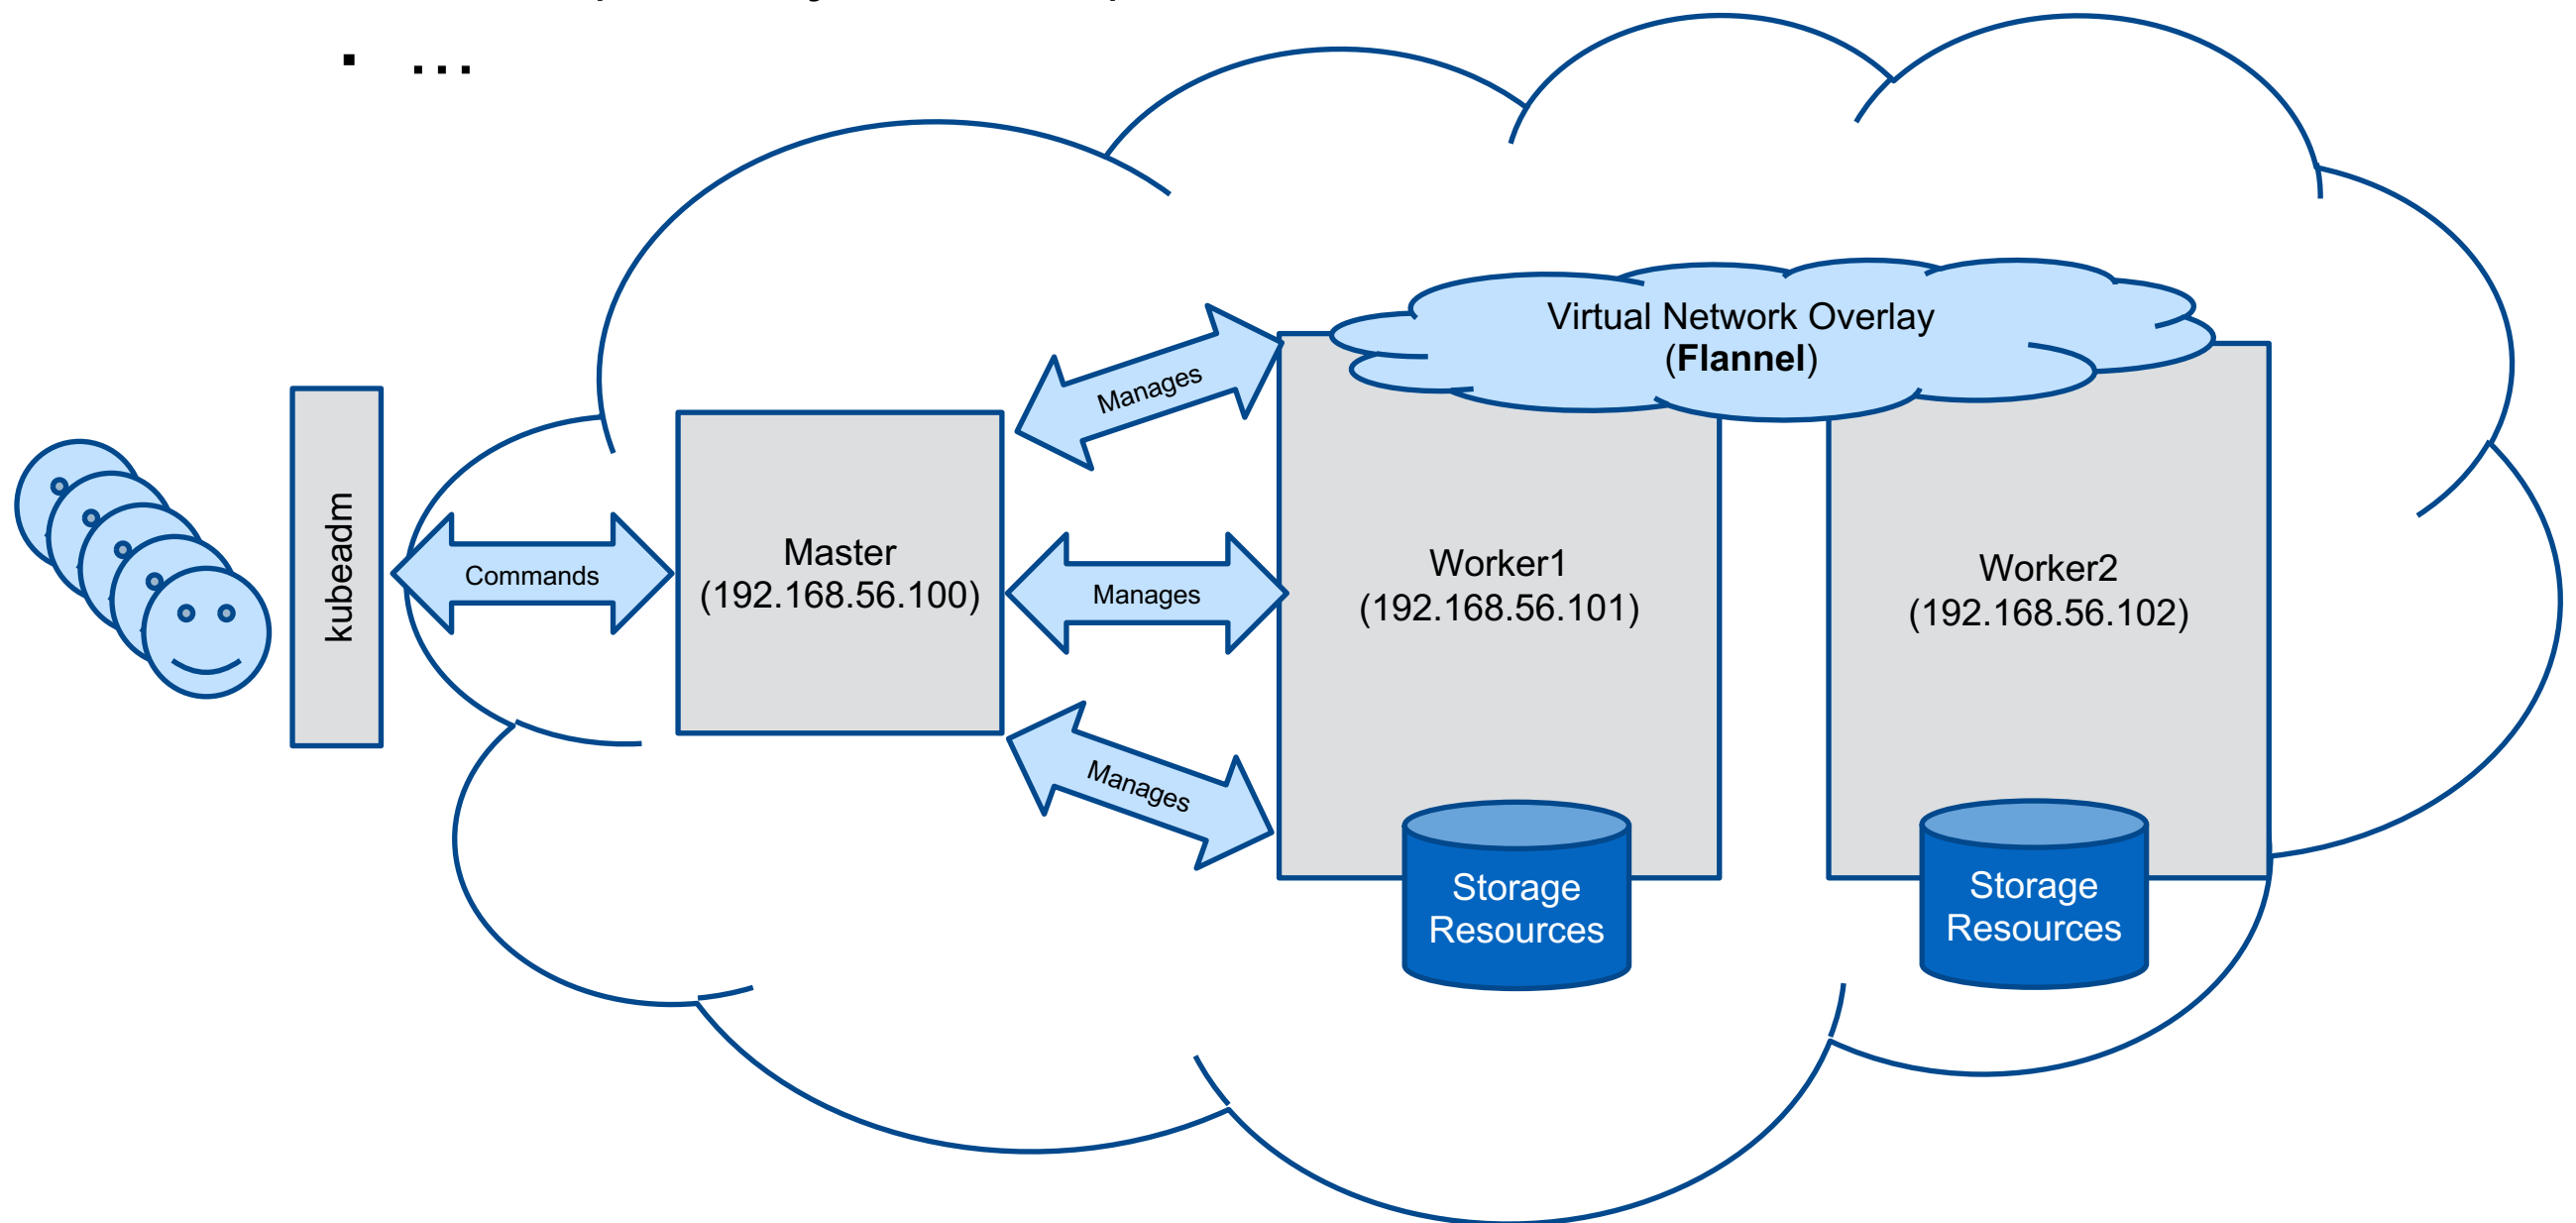 ▪ ...
Virtual Network Overlay
(Flannel)
Manages
kubeadm
Commands
Master
(192.168.56.100)
Manages
Worker1
(192.168.56.101)
Worker2
(192.168.56.102)
Manages
Storage
Resources
Storage
Resources